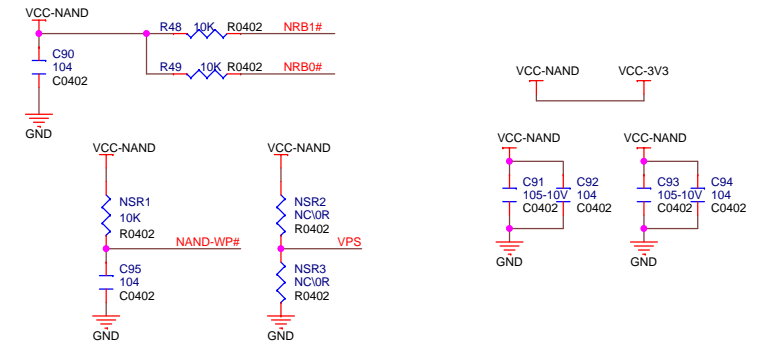 VCC-NAND
R48 10K R0402 NRB1#
C90
104
C0402
R49 10K R0402 NRB0#
GND
VCC-NAND VCC-3V3
VCC-NAND
NSR1
10K
R0402
NAND-WP#
C95
104
C0402
GND
VCC-NAND
NSR2
NC\0R
R0402
VPS
NSR3
NC\0R
R0402
GND
VCC-NAND
C91 C92
105-10V 104
C0402 C0402
GND
VCC-NAND
C93 C94
105-10V 104
C0402 C0402
GND